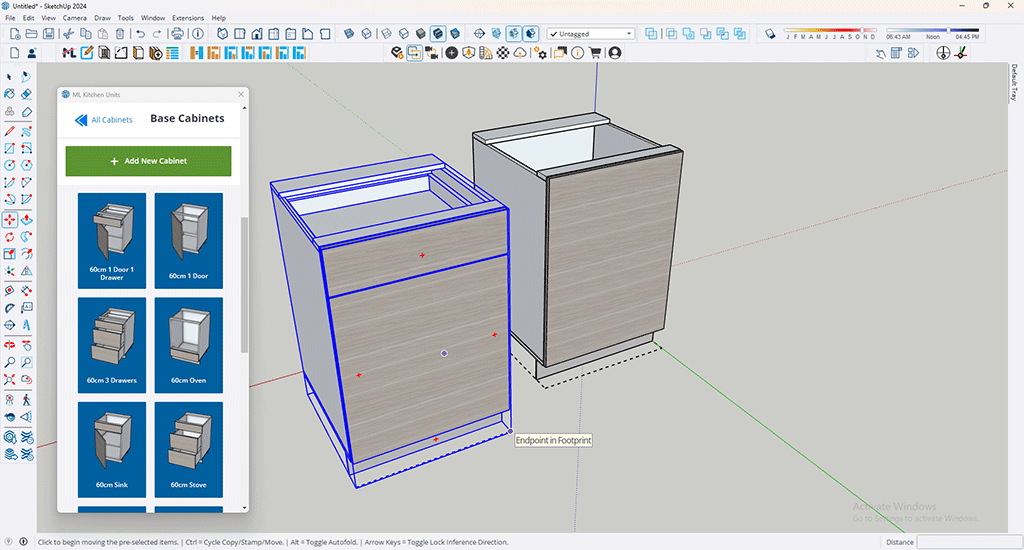 Untitled* - SketchUp 2024
File Edit View Camera Draw Tools Window Extensions Help
Untagged
J F M A M J J A S O N D
06:43 AM Noon 04:45 PM
Default Tray
ML Kitchen Units
All Cabinets
Base Cabinets
+ Add New Cabinet
60cm 1 Door 1
Drawer
60cm 1 Door
60cm 3 Drawers
60cm Oven
60cm Sink
60cm Stove
Endpoint in Footprint
Activate Windows
Go to Settings to activate Windows.
Click to begin moving the pre-selected items. | Ctrl = Cycle Copy/Stamp/Move. | Alt = Toggle Autofold. | Arrow Keys = Toggle Lock Inference Direction.
Distance